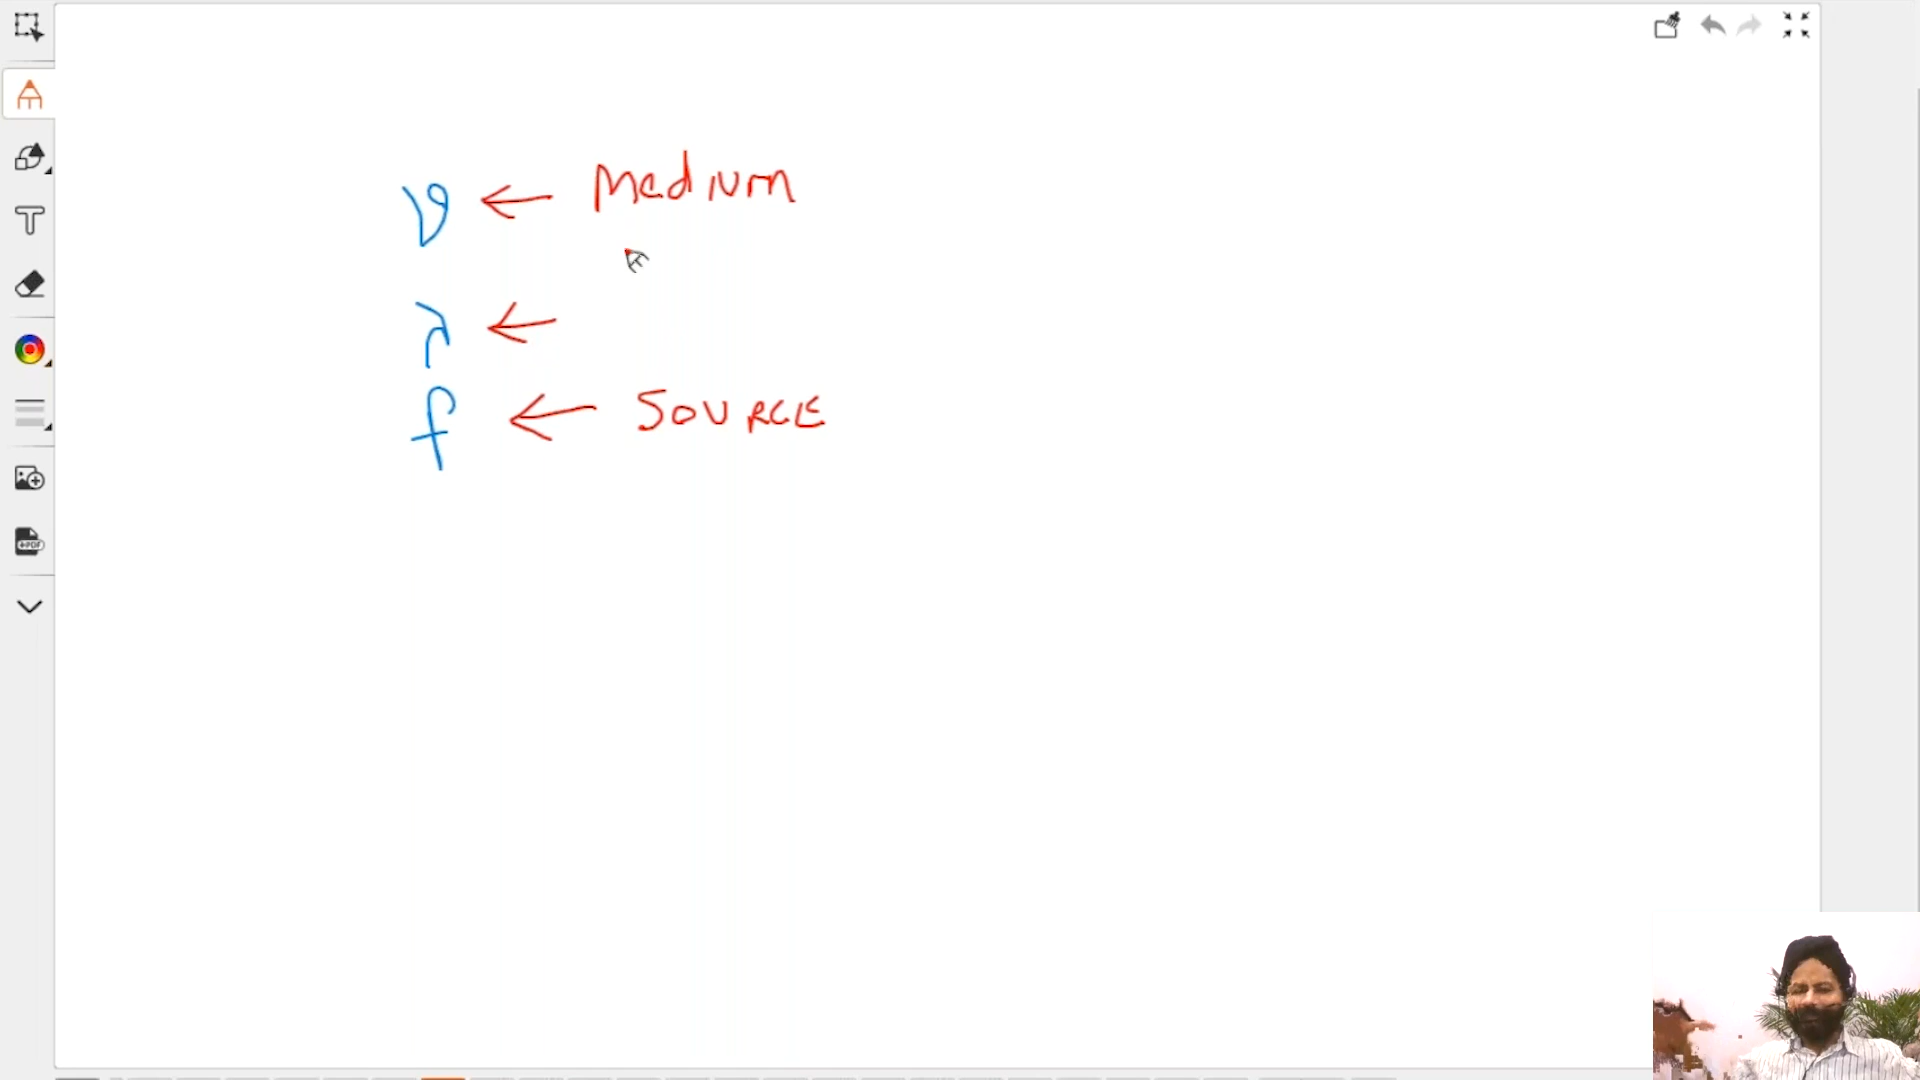 v ← Medium
λ ←
f ← SOURCE